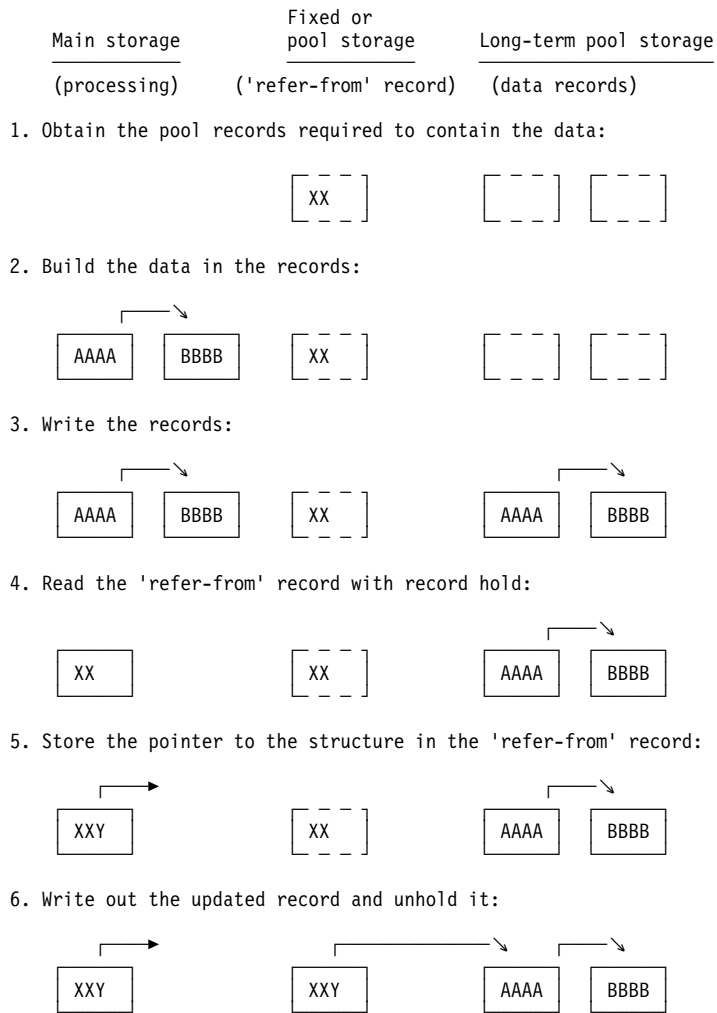 Fixed or
Main storage pool storage Long-term pool storage
(processing) ('refer-from' record) (data records)
1. Obtain the pool records required to contain the data:
XX
2. Build the data in the records:
AAAA BBBB XX
3. Write the records:
AAAA BBBB XX AAAA BBBB
4. Read the 'refer-from' record with record hold:
XX XX AAAA BBBB
5. Store the pointer to the structure in the 'refer-from' record:
XXY XX AAAA BBBB
6. Write out the updated record and unhold it:
XXY XXY AAAA BBBB